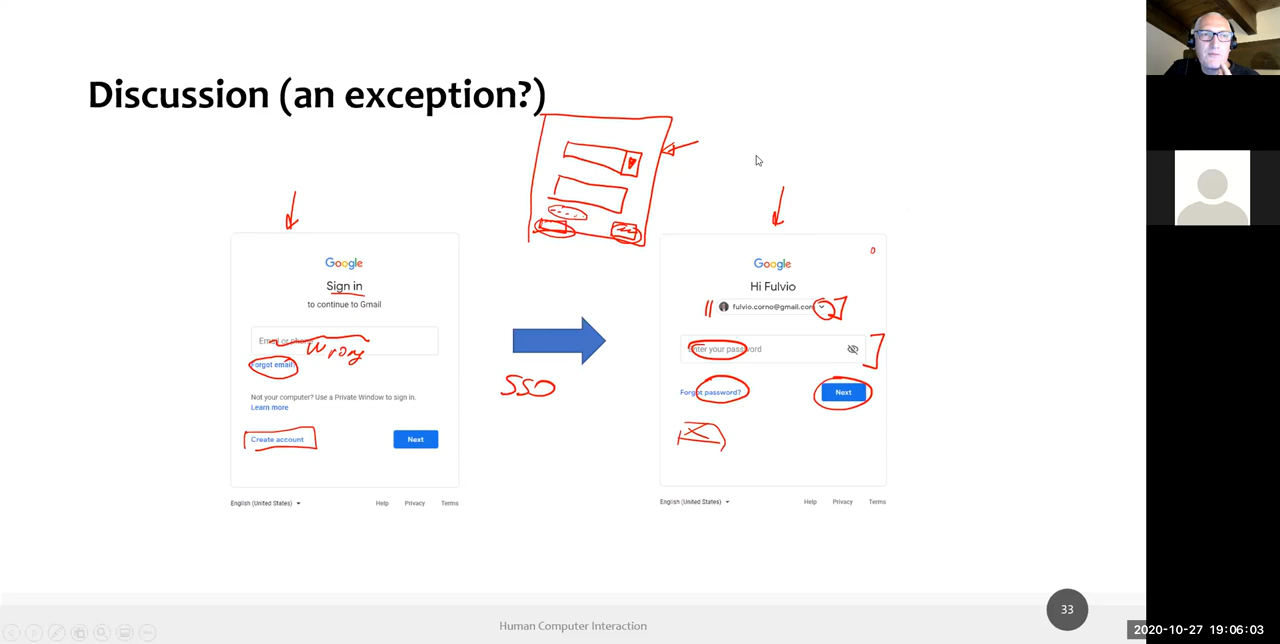 Discussion (an exception?)
Google
Sign in
to continue to Gmail
Email or phone
Wrong
Forgot email
Not your computer? Use a Private Window to sign in.
Learn more
Create account
Next
English (United States)
Help
Privacy
Terms
SSO
Google
Hi Fulvio
fulvio.corno@gmail.com
Enter your password
Forgot password?
Next
English (United States)
Help
Privacy
Terms
Human Computer Interaction
33
2020-10-27 19:06:03